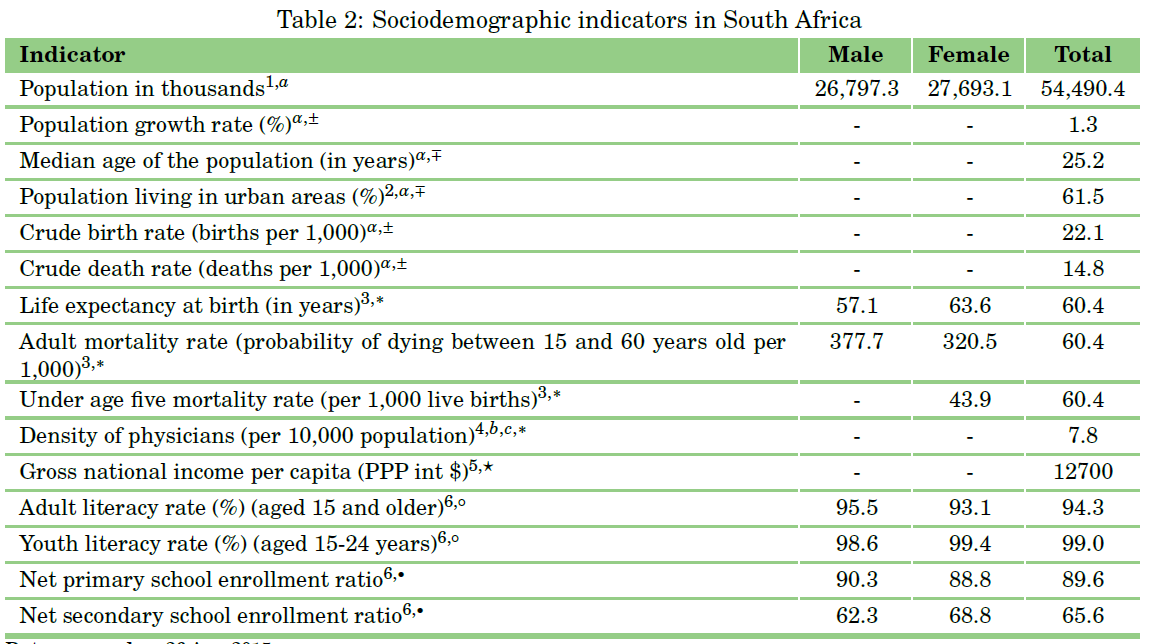 Table 2: Sociodemographic indicators in South Africa
Indicator Male Female Total
Population in thousands1,a 26,797.3 27,693.1 54,490.4
Population growth rate (%)α,± - - 1.3
Median age of the population (in years)α,∓ - - 25.2
Population living in urban areas (%)2,α,∓ - - 61.5
Crude birth rate (births per 1,000)α,± - - 22.1
Crude death rate (deaths per 1,000)α,± - - 14.8
Life expectancy at birth (in years)3,* 57.1 63.6 60.4
Adult mortality rate (probability of dying between 15 and 60 years old per 377.7 320.5 60.4
1,000)3,*
Under age five mortality rate (per 1,000 live births)3,* - 43.9 60.4
Density of physicians (per 10,000 population)4,b,c,* - - 7.8
Gross national income per capita (PPP int $)5,⋆ - - 12700
Adult literacy rate (%) (aged 15 and older)6,∘ 95.5 93.1 94.3
Youth literacy rate (%) (aged 15-24 years)6,∘ 98.6 99.4 99.0
Net primary school enrollment ratio6,• 90.3 88.8 89.6
Net secondary school enrollment ratio6,• 62.3 68.8 65.6